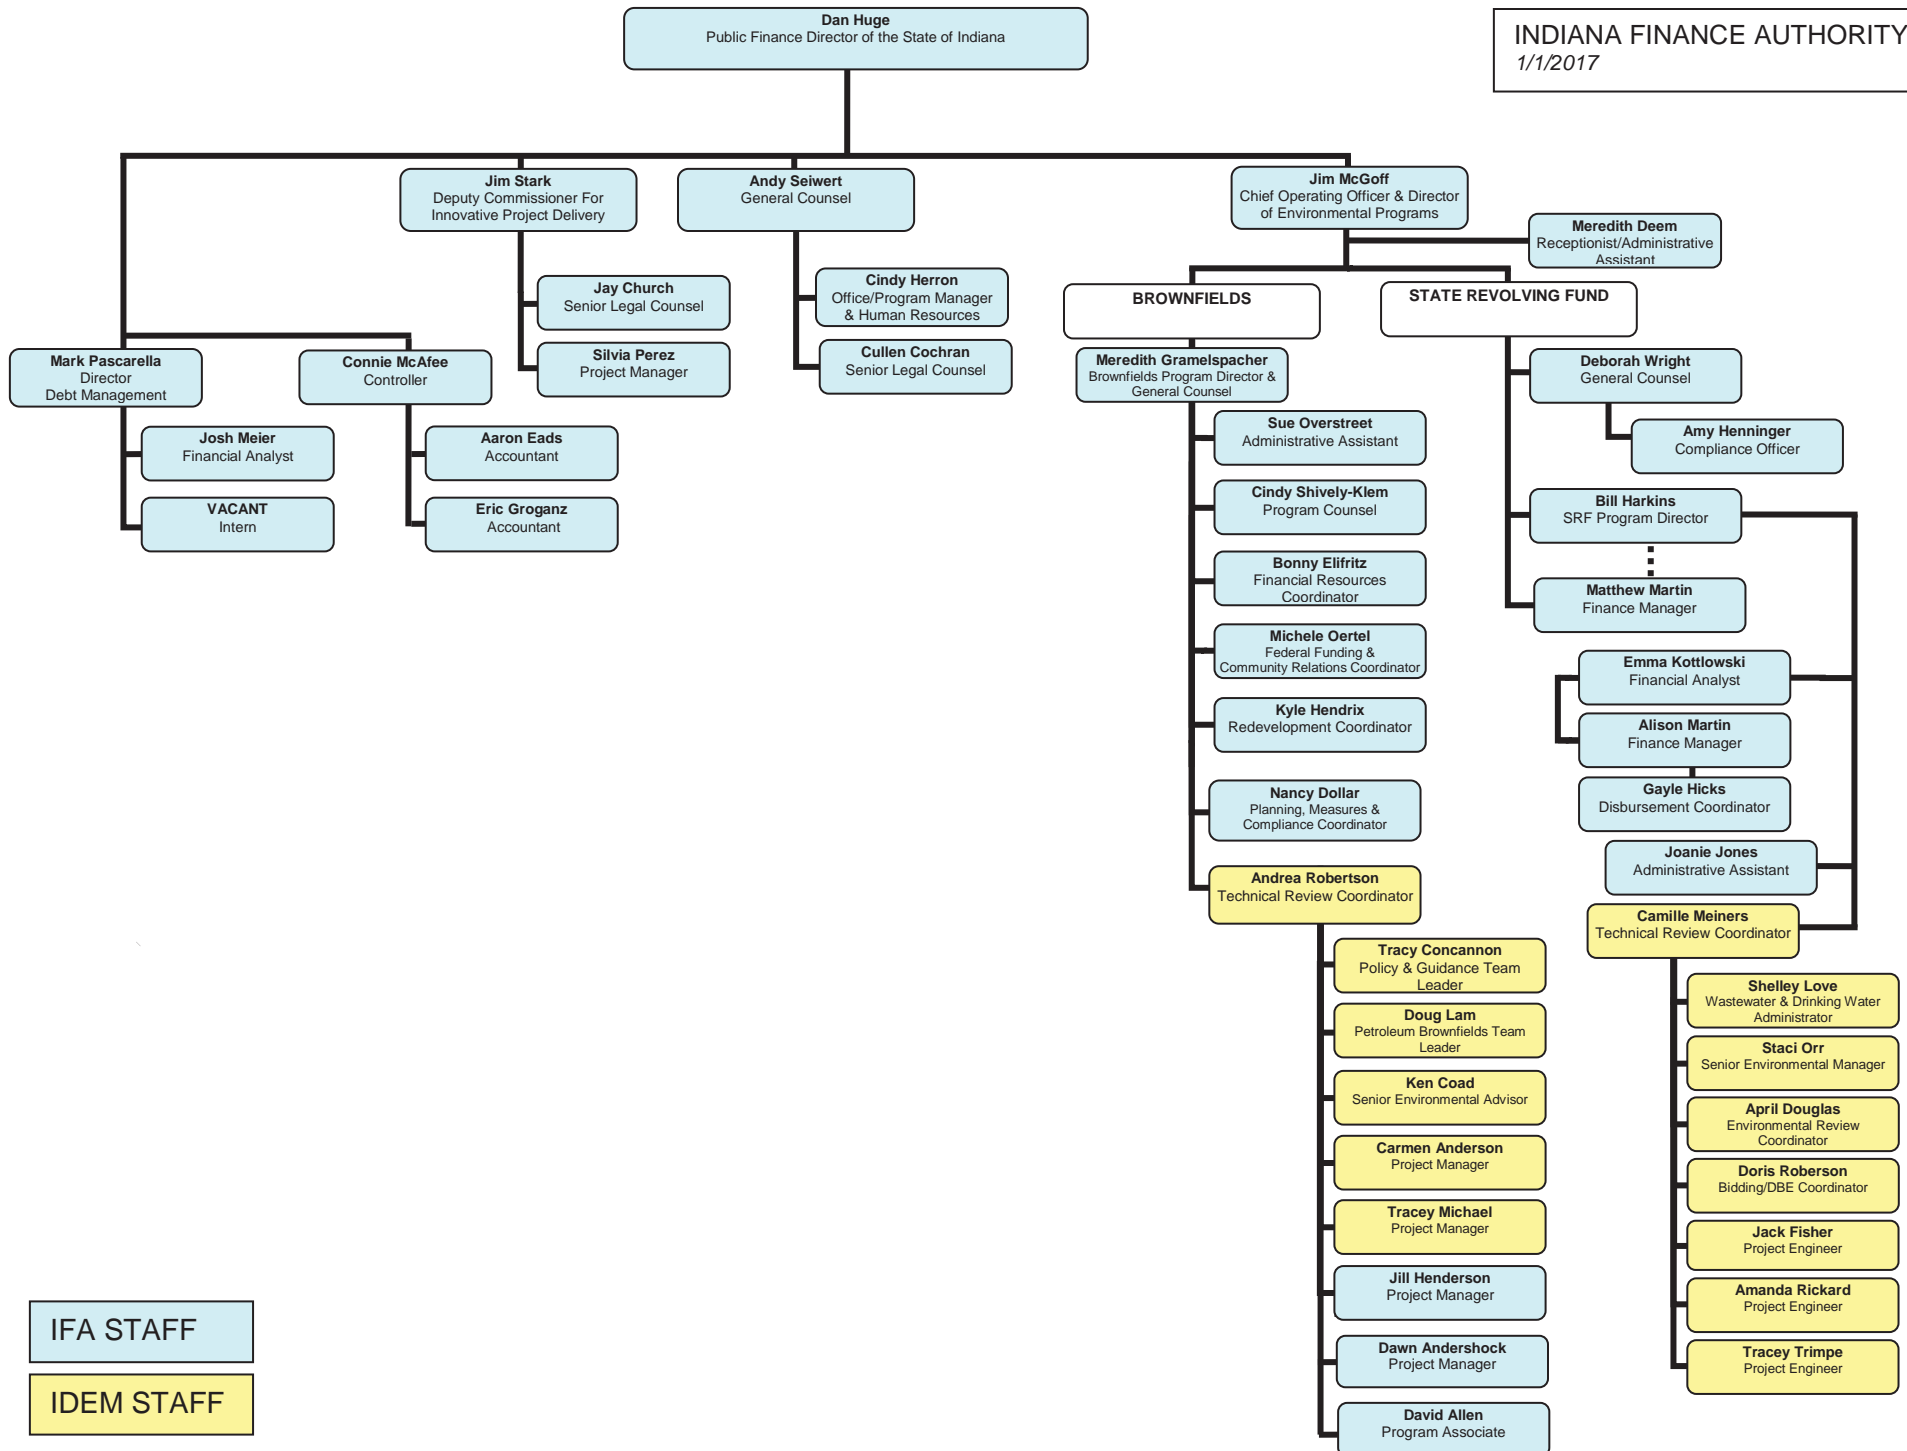 Dan Huge
Public Finance Director of the State of Indiana
INDIANA FINANCE AUTHORITY
1/1/2017
Jim Stark
Deputy Commissioner For
Innovative Project Delivery
Andy Seiwert
General Counsel
Jim McGoff
Chief Operating Officer & Director
of Environmental Programs
Meredith Deem
Receptionist/Administrative
Assistant
Jay Church
Senior Legal Counsel
Silvia Perez
Project Manager
Cindy Herron
Office/Program Manager
& Human Resources
Cullen Cochran
Senior Legal Counsel
Mark Pascarella
Director
Debt Management
Connie McAfee
Controller
Josh Meier
Financial Analyst
VACANT
Intern
Aaron Eads
Accountant
Eric Groganz
Accountant
BROWNFIELDS
STATE REVOLVING FUND
Meredith Gramelspacher
Brownfields Program Director &
General Counsel
Sue Overstreet
Administrative Assistant
Cindy Shively-Klem
Program Counsel
Bonny Elifritz
Financial Resources
Coordinator
Michele Oertel
Federal Funding &
Community Relations Coordinator
Kyle Hendrix
Redevelopment Coordinator
Nancy Dollar
Planning, Measures &
Compliance Coordinator
Andrea Robertson
Technical Review Coordinator
Tracy Concannon
Policy & Guidance Team
Leader
Doug Lam
Petroleum Brownfields Team
Leader
Ken Coad
Senior Environmental Advisor
Carmen Anderson
Project Manager
Tracey Michael
Project Manager
Jill Henderson
Project Manager
Dawn Andershock
Project Manager
David Allen
Program Associate
Deborah Wright
General Counsel
Amy Henninger
Compliance Officer
Bill Harkins
SRF Program Director
Matthew Martin
Finance Manager
Emma Kottlowski
Financial Analyst
Alison Martin
Finance Manager
Gayle Hicks
Disbursement Coordinator
Joanie Jones
Administrative Assistant
Camille Meiners
Technical Review Coordinator
Shelley Love
Wastewater & Drinking Water
Administrator
Staci Orr
Senior Environmental Manager
April Douglas
Environmental Review
Coordinator
Doris Roberson
Bidding/DBE Coordinator
Jack Fisher
Project Engineer
Amanda Rickard
Project Engineer
Tracey Trimpe
Project Engineer
IFA STAFF
IDEM STAFF